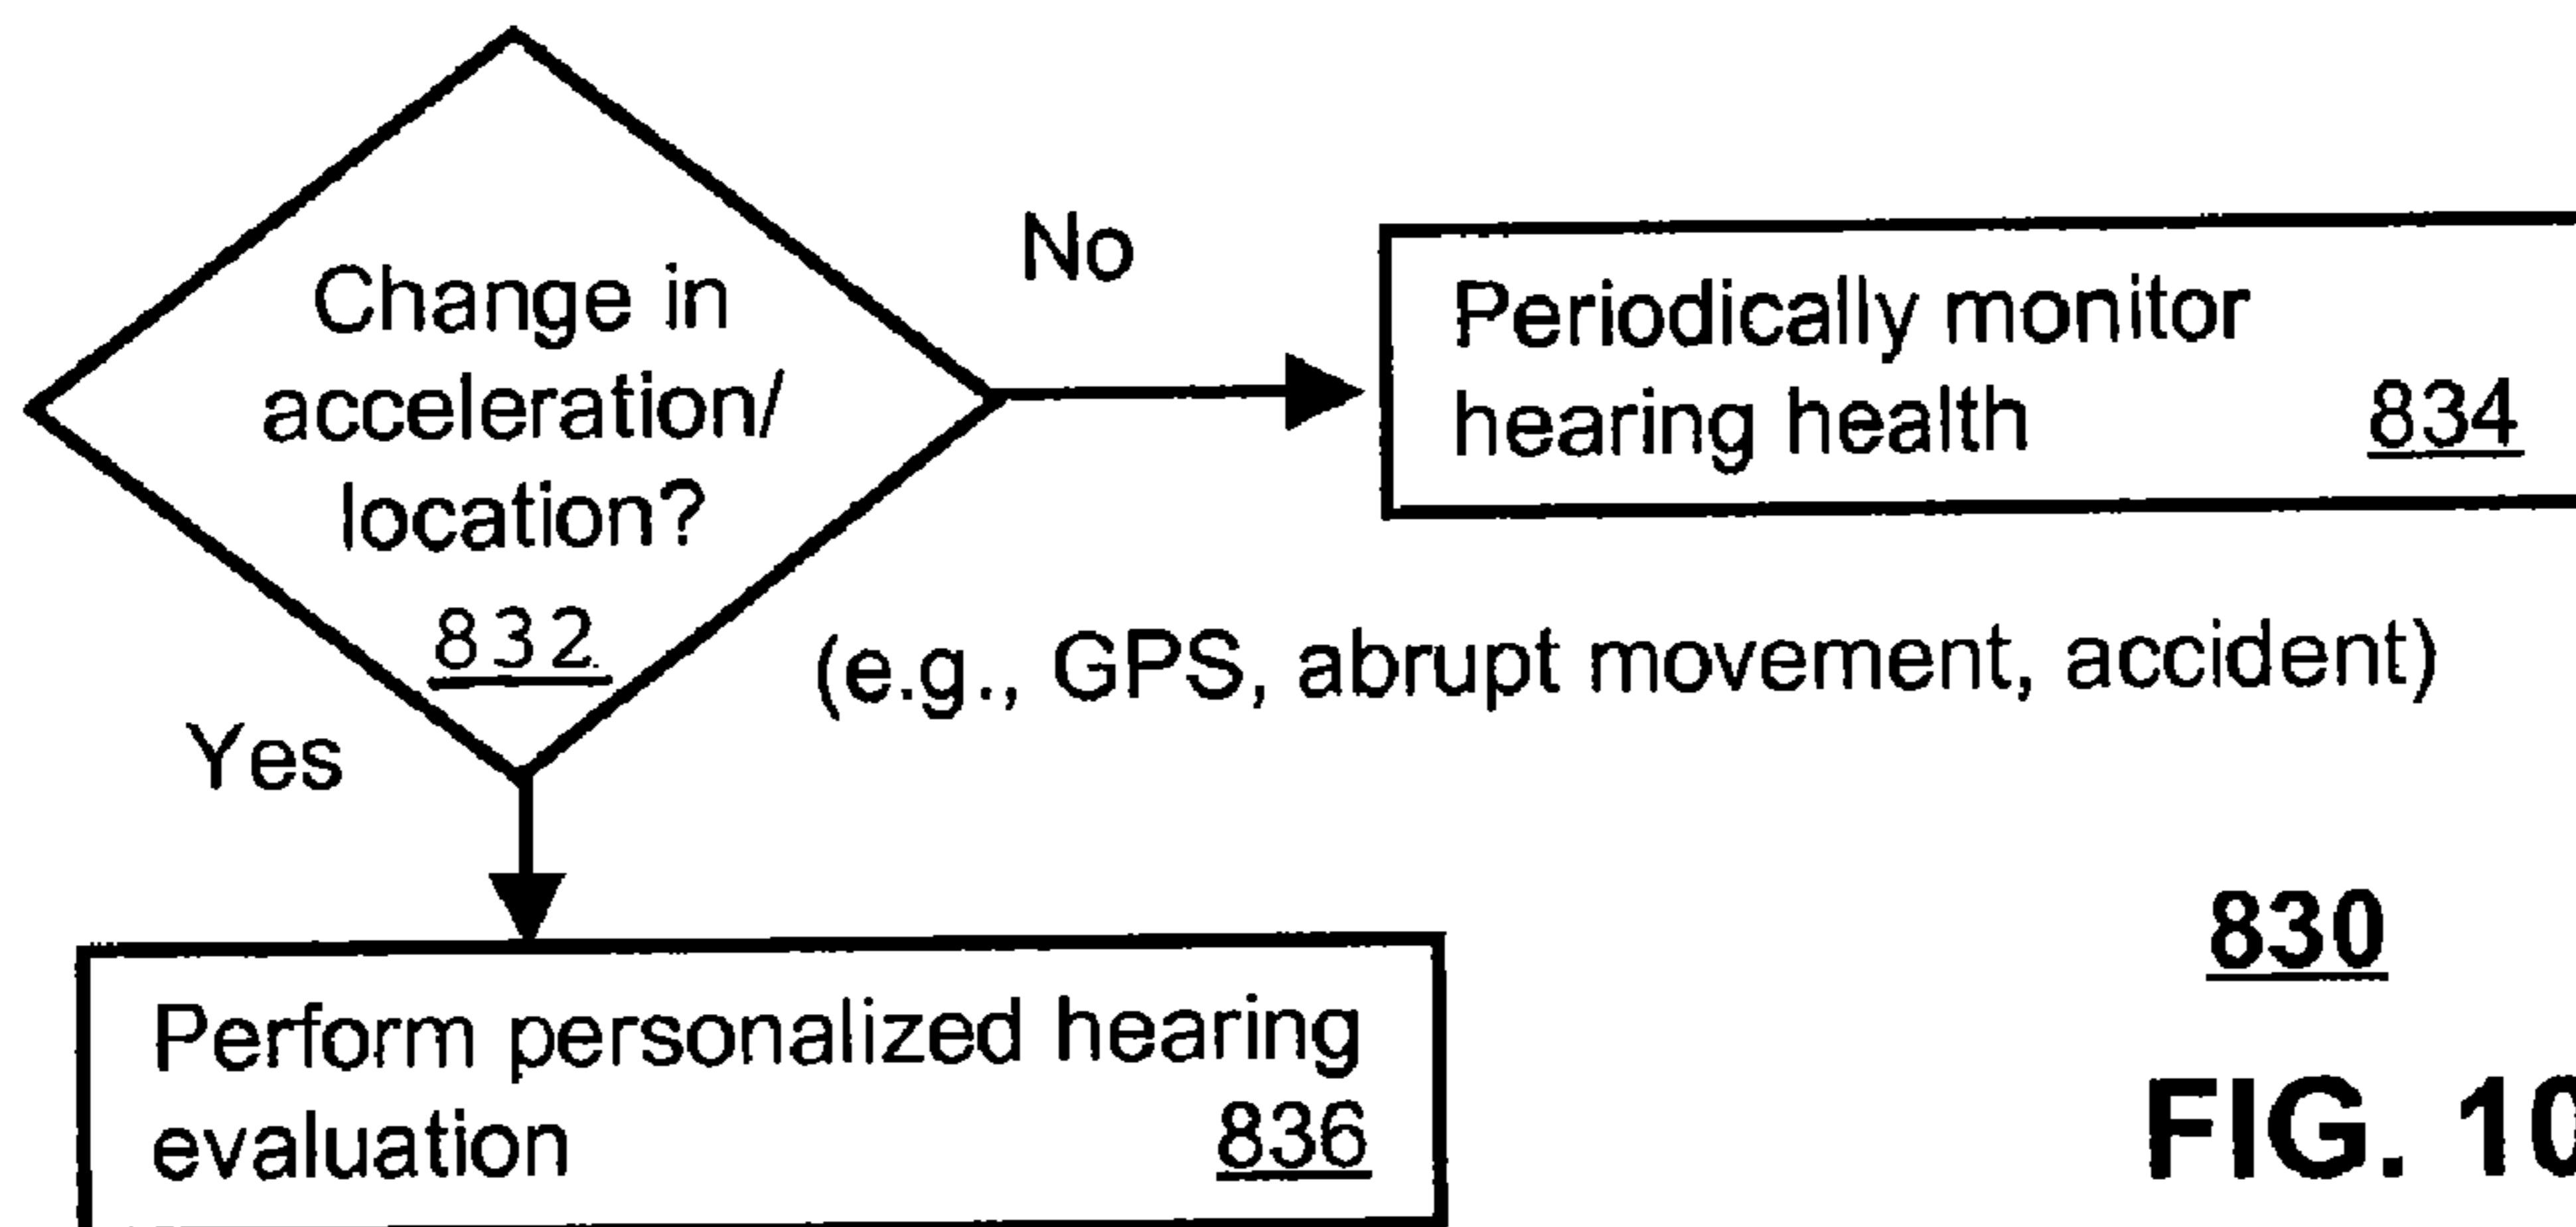 Change in
acceleration/
location?
832
No
Periodically monitor
hearing health 834
(e.g., GPS, abrupt movement, accident)
Yes
Perform personalized hearing
evaluation 836
830
FIG. 10